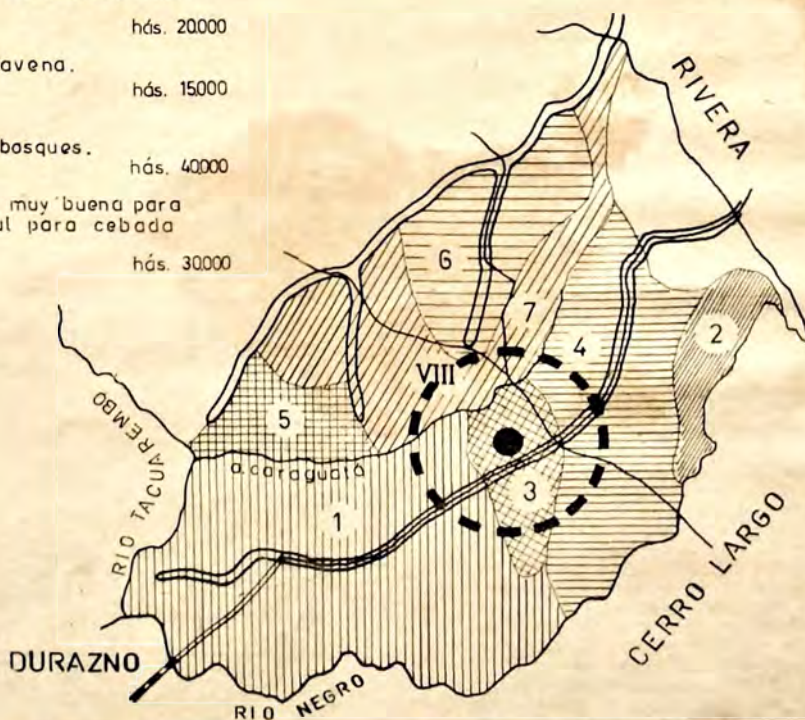 hás. 20.000
avena.
hás. 15.000
bosques.
hás. 40.000
muy buena para
ul para cebada
hás. 30.000
RIVERA
6
7
2
4
VIII
5
RIO TACUAREMBO
a. caraguatá
3
1
CERRO LARGO
DURAZNO
RIO NEGRO